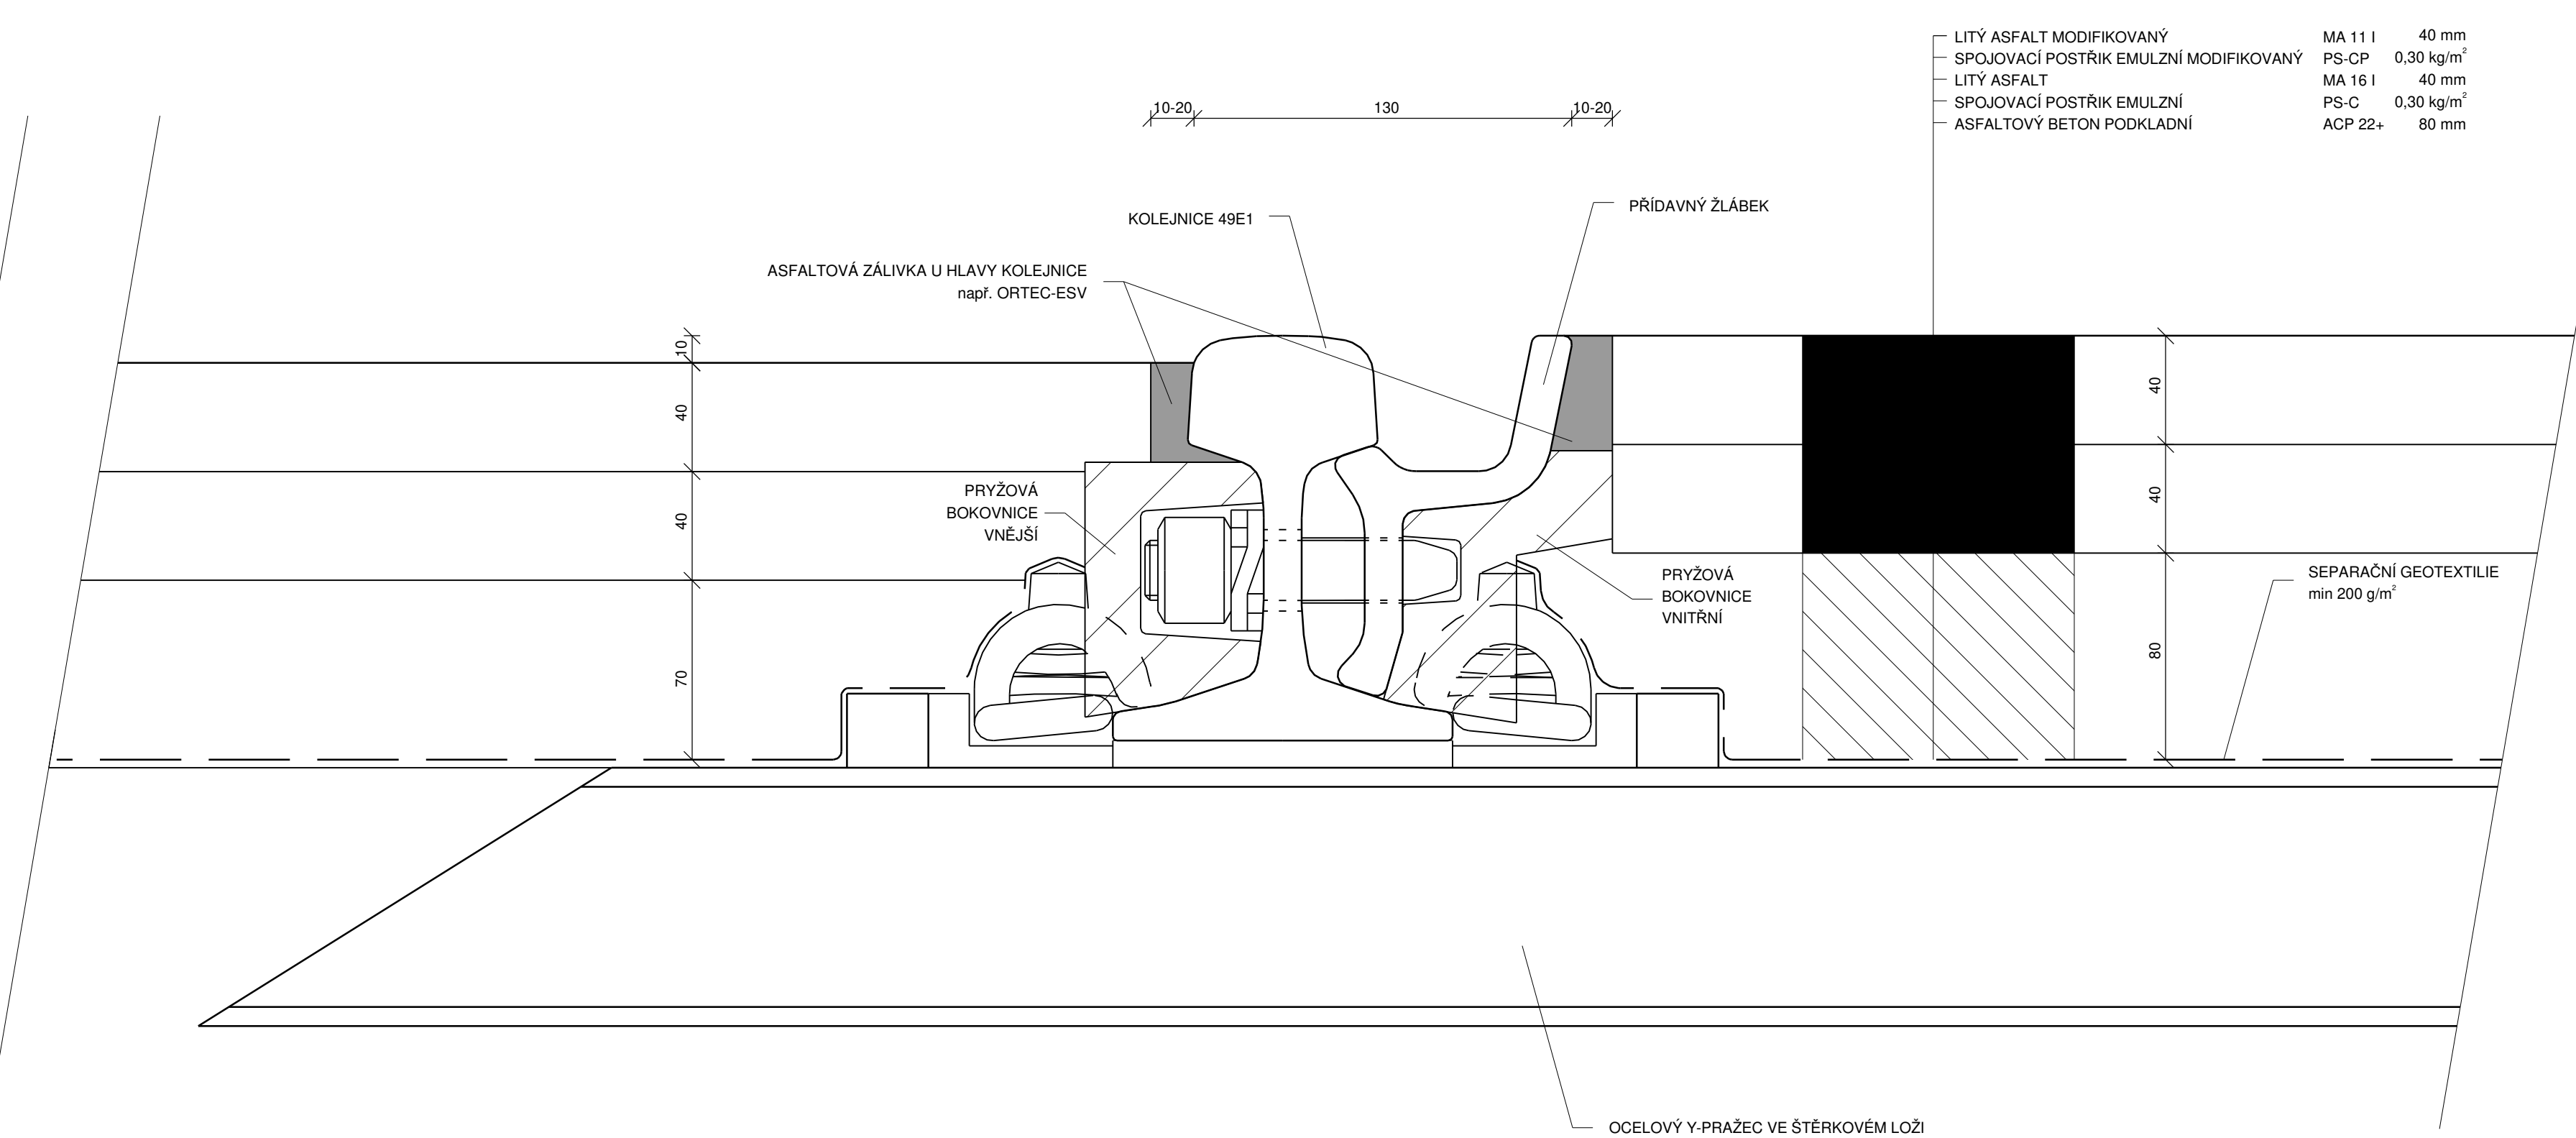 LITÝ ASFALT MODIFIKOVANÝ MA 11 I 40 mm
SPOJOVACÍ POSTŘIK EMULZNÍ MODIFIKOVANÝ PS-CP 0,30 kg/m²
LITÝ ASFALT MA 16 I 40 mm
SPOJOVACÍ POSTŘIK EMULZNÍ PS-C 0,30 kg/m²
ASFALTOVÝ BETON PODKLADNÍ ACP 22+ 80 mm
10-20 130 10-20
PŘÍDAVNÝ ŽLÁBEK
KOLEJNICE 49E1
ASFALTOVÁ ZÁLIVKA U HLAVY KOLEJNICE
např. ORTEC-ESV
10
40
40
70
40
40
80
PRYŽOVÁ
BOKOVNICE
VNĚJŠÍ
PRYŽOVÁ
BOKOVNICE
VNITŘNÍ
SEPARAČNÍ GEOTEXTILIE
min 200 g/m²
OCELOVÝ Y-PRAŽEC VE ŠTĚRKOVÉM LOŽI